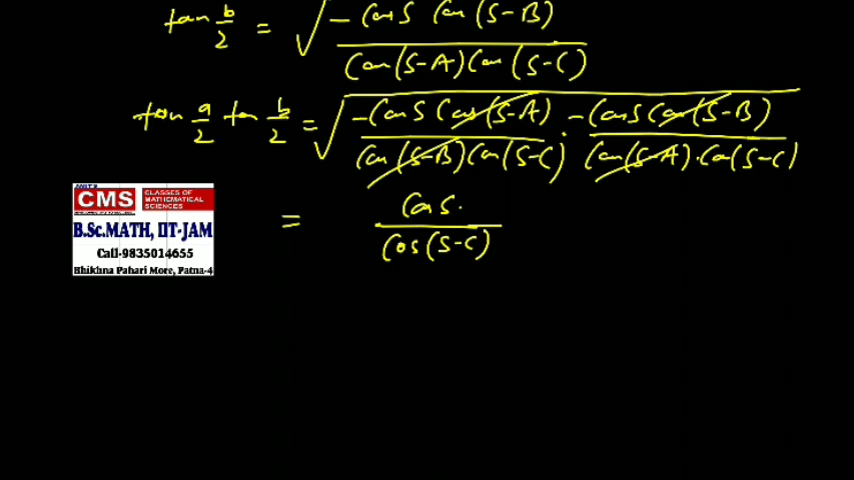 tan b/2 = √(-Cos S Cos (S-B) / Cos(S-A) Cos (S-C))
tan a/2 tan b/2 = √(-Cos S Cos(S-A) / Cos(S-B) Cos(S-C) . -Cos S Cos(S-B) / Cos(S-A) . Cos(S-C))
= Cos S. / Cos(S-C)
CMS CLASSES OF MATHEMATICAL SCIENCES
B.Sc.MATH, IIT-JAM
Call-9835014655
Bhikhna Pahari More, Patna-4